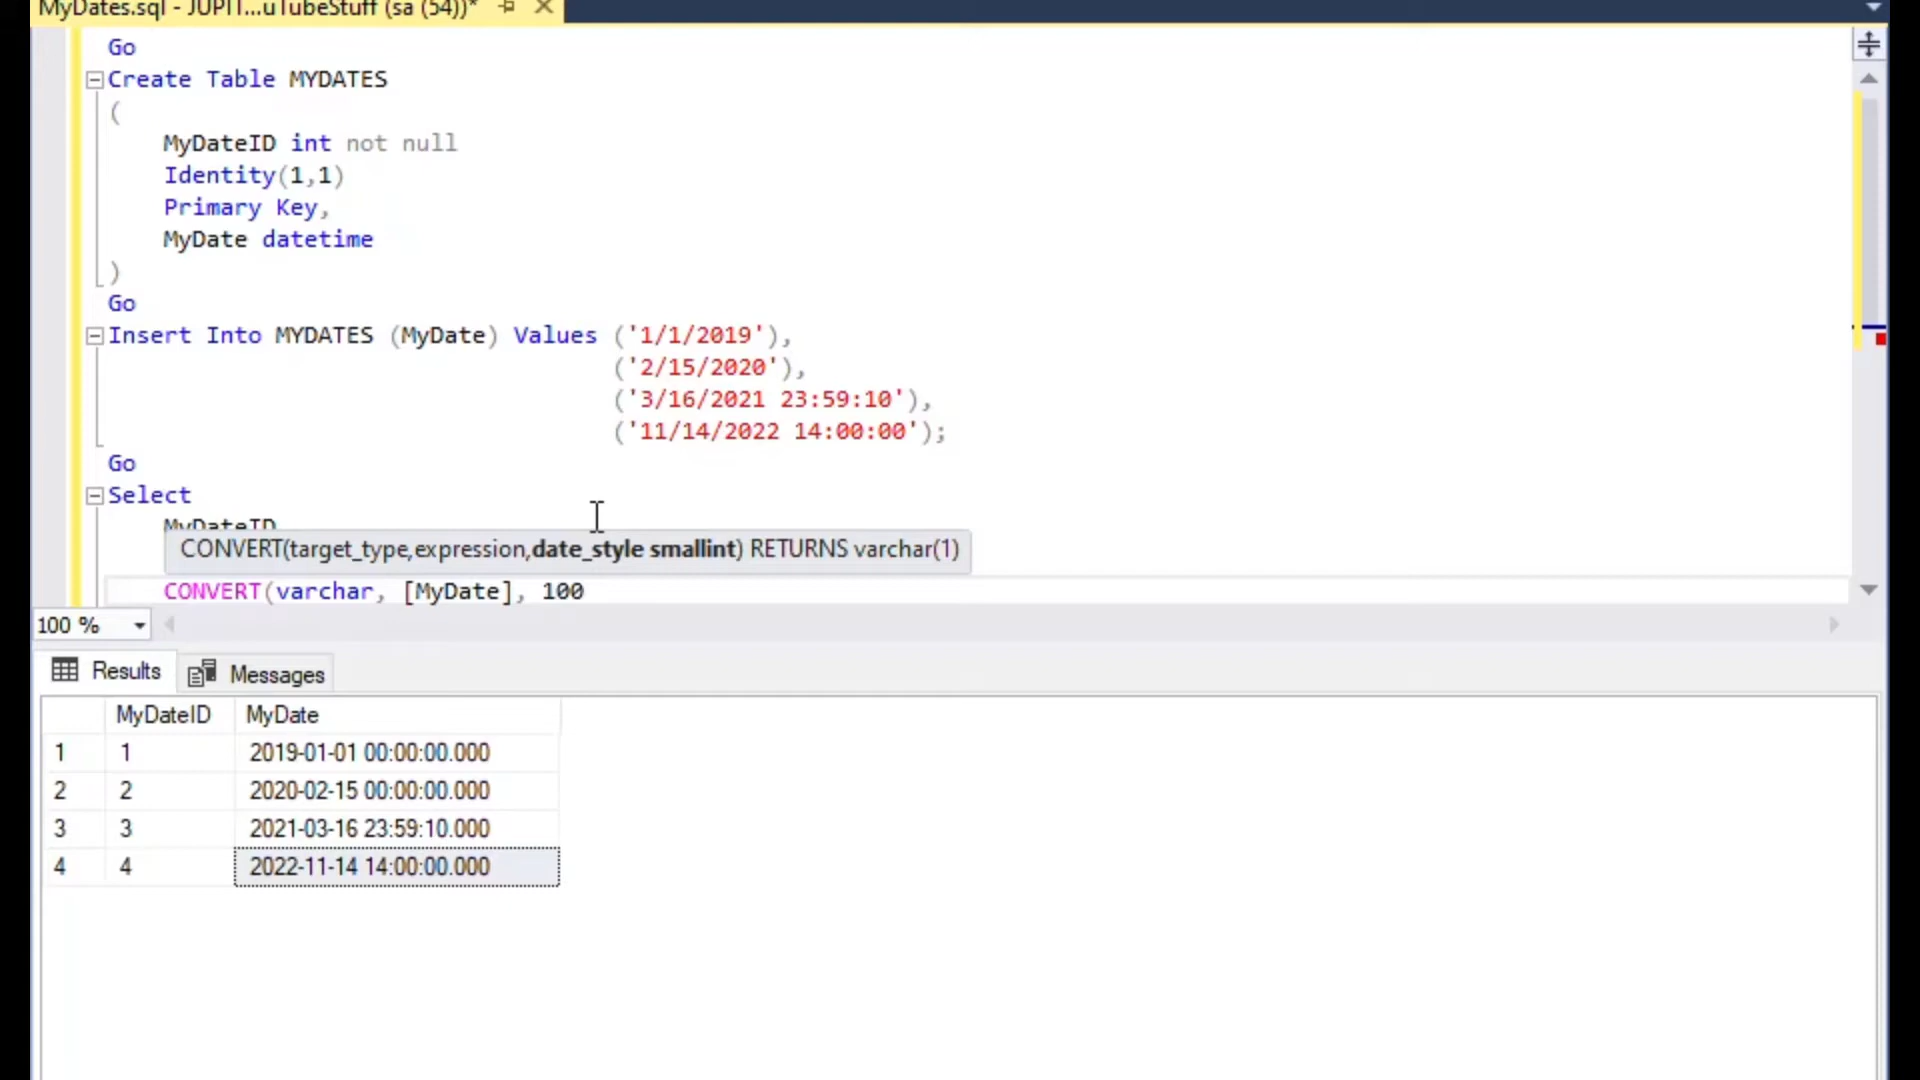 MyDates.sql - JUPIT...uTubeStuff (sa (54))*
Go
Create Table MYDATES
(
MyDateID int not null
Identity(1,1)
Primary Key,
MyDate datetime
)
Go
Insert Into MYDATES (MyDate) Values ('1/1/2019'),
('2/15/2020'),
('3/16/2021 23:59:10'),
('11/14/2022 14:00:00');
Go
Select
MyDateID
CONVERT(target_type,expression,date_style smallint) RETURNS varchar(1)
CONVERT(varchar, [MyDate], 100
100 %
Results Messages
MyDateID MyDate
1 1 2019-01-01 00:00:00.000
2 2 2020-02-15 00:00:00.000
3 3 2021-03-16 23:59:10.000
4 4 2022-11-14 14:00:00.000